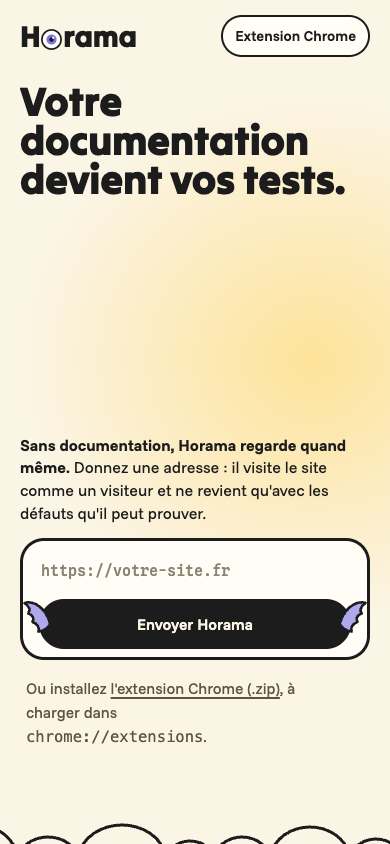 Horama
Extension Chrome
Votre
documentation
devient vos tests.
Sans documentation, Horama regarde quand
même. Donnez une adresse : il visite le site
comme un visiteur et ne revient qu'avec les
défauts qu'il peut prouver.
https://votre-site.fr
Envoyer Horama
Ou installez l'extension Chrome (.zip), à
charger dans
chrome://extensions.